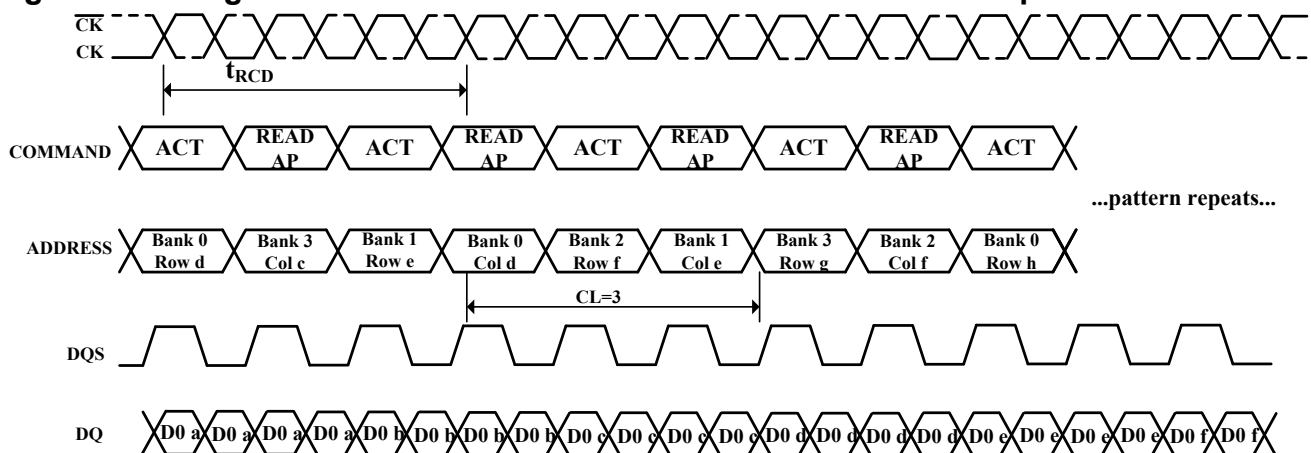 CK
CK
tRCD
COMMAND ACT READ AP ACT READ AP ACT READ AP ACT READ AP ACT
...pattern repeats...
ADDRESS Bank 0 Row d Bank 3 Col c Bank 1 Row e Bank 0 Col d Bank 2 Row f Bank 1 Col e Bank 3 Row g Bank 2 Col f Bank 0 Row h
CL=3
DQS
DQ D0 a D0 a D0 a D0 a D0 b D0 b D0 b D0 b D0 c D0 c D0 c D0 c D0 d D0 d D0 d D0 d D0 e D0 e D0 e D0 e D0 f D0 f